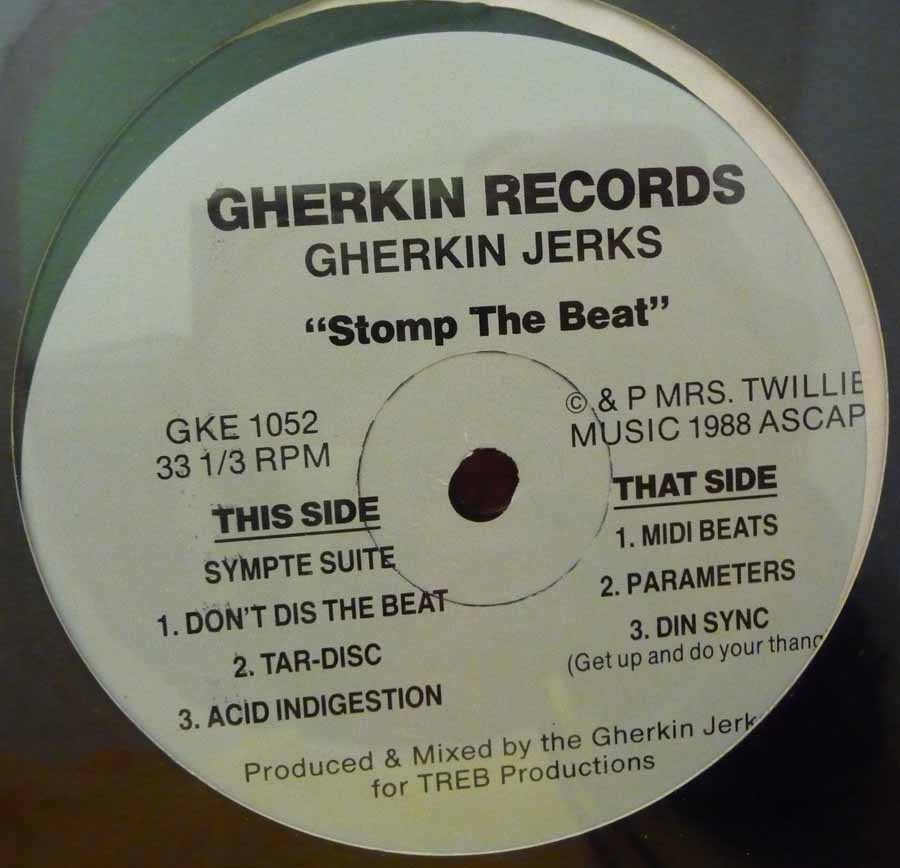 GHERKIN RECORDS
GHERKIN JERKS
“Stomp The Beat”
GKE 1052
33 1/3 RPM
© & P MRS. TWILLIE
MUSIC 1988 ASCAP
THIS SIDE
SYMPTE SUITE
1. DON'T DIS THE BEAT
2. TAR-DISC
3. ACID INDIGESTION
THAT SIDE
1. MIDI BEATS
2. PARAMETERS
3. DIN SYNC
(Get up and do your thang
Produced & Mixed by the Gherkin Jerk
for TREB Productions